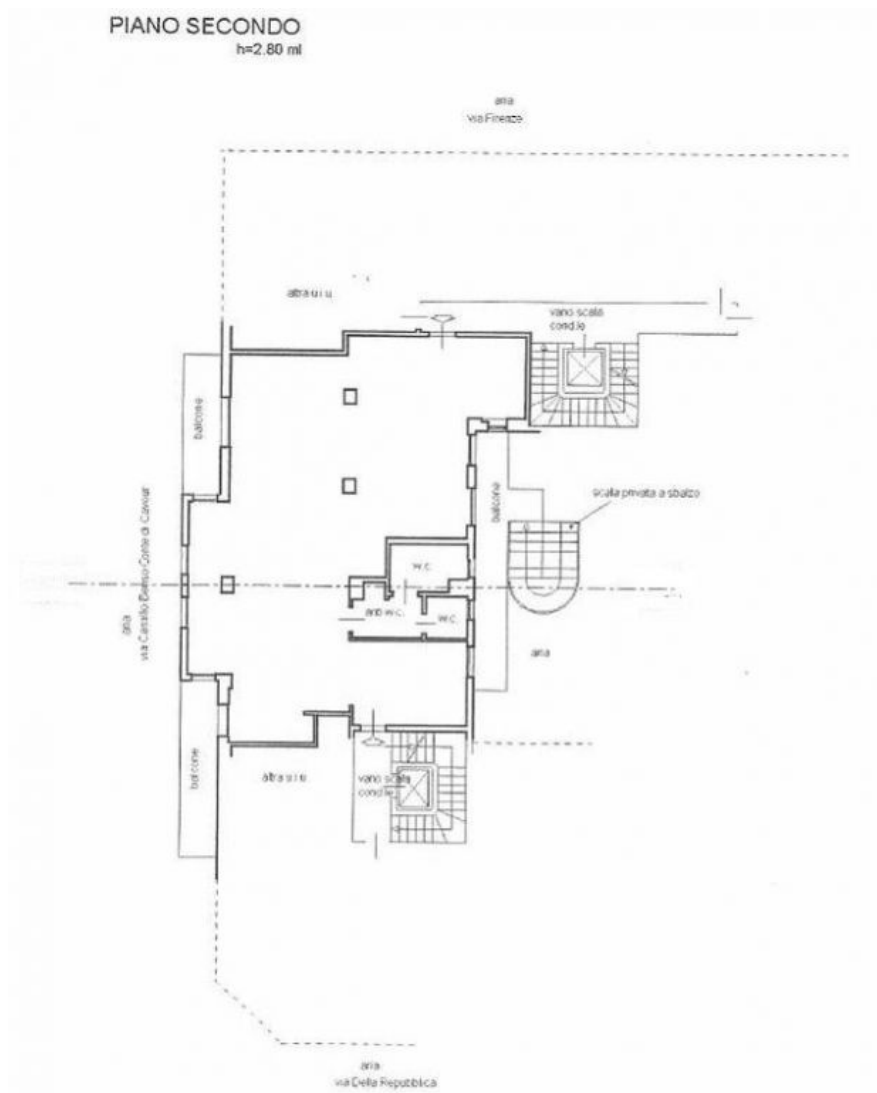 PIANO SECONDO
h=2.80 ml
aria
via Firenze
altra u.i.u.
vano scala
cond.le
balcone
balcone
scala privata a sbalzo
aria
via Camillo Benso Conte di Cavour
w.c.
ant.w.c.
w.c.
aria
balcone
altra u.i.u.
vano scala
cond.le
aria
via Della Repubblica